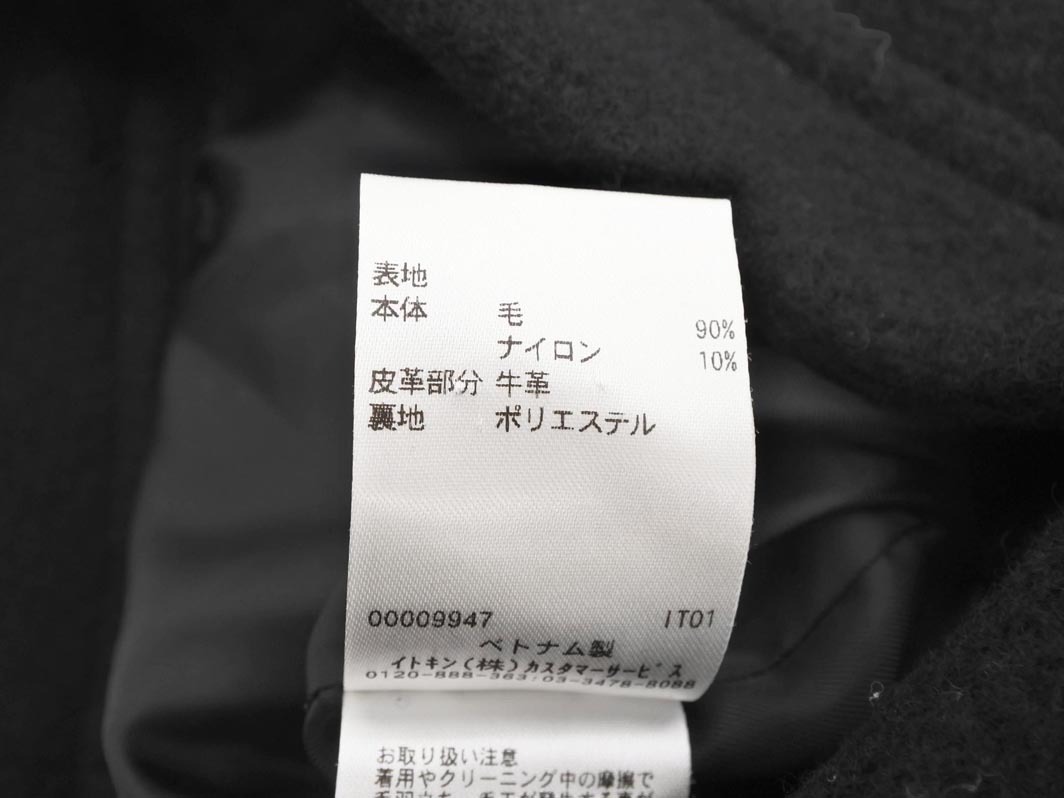 表地
本体 毛 90%
ナイロン 10%
皮革部分 牛革
裏地 ポリエステル
00009947 IT01
ベトナム製
イトキン(株)カスタマーサービス
0120-888-363:03-3478-8088
お取り扱い注意
着用やクリーニング中の摩擦で